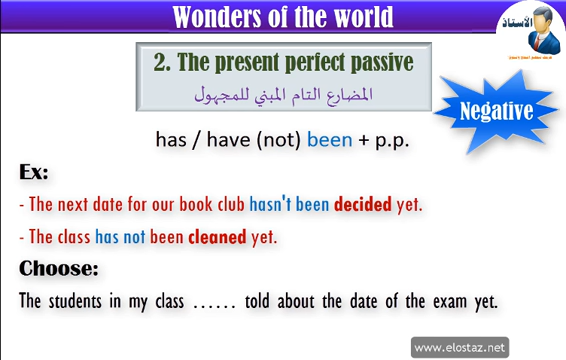 Wonders of the world
الأستاذ
2. The present perfect passive
المضارع التام المبني للمجهول
Negative
has / have (not) been + p.p.
Ex:
- The next date for our book club hasn't been decided yet.
- The class has not been cleaned yet.
Choose:
The students in my class …… told about the date of the exam yet.
www.elostaz.net